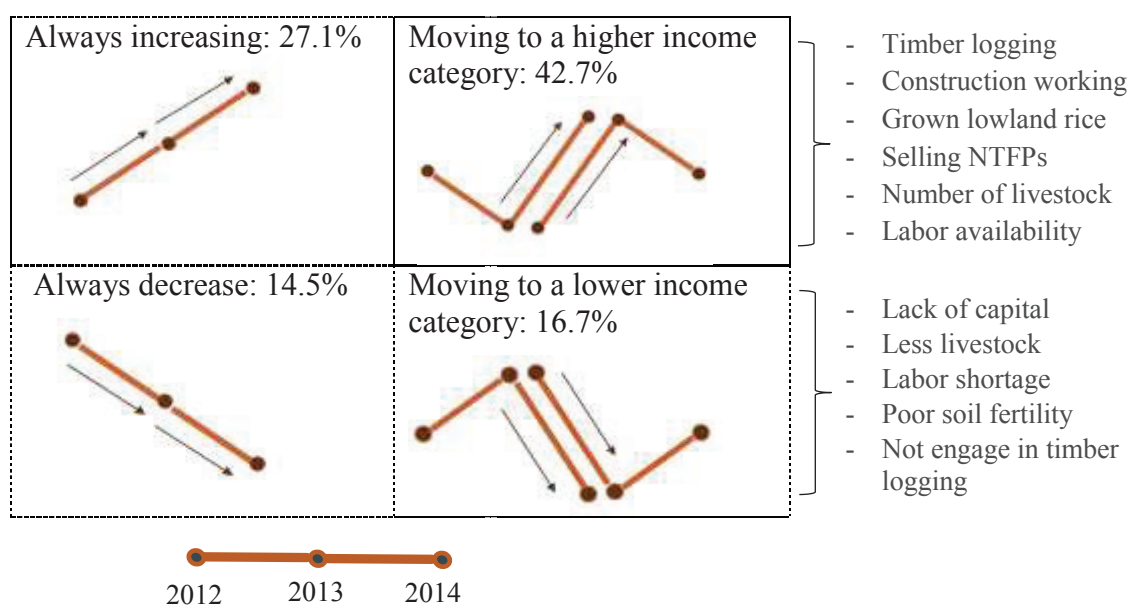 Always increasing: 27.1%
Moving to a higher income
category: 42.7%
- Timber logging
- Construction working
- Grown lowland rice
- Selling NTFPs
- Number of livestock
- Labor availability
Always decrease: 14.5%
Moving to a lower income
category: 16.7%
- Lack of capital
- Less livestock
- Labor shortage
- Poor soil fertility
- Not engage in timber
logging
2012 2013 2014